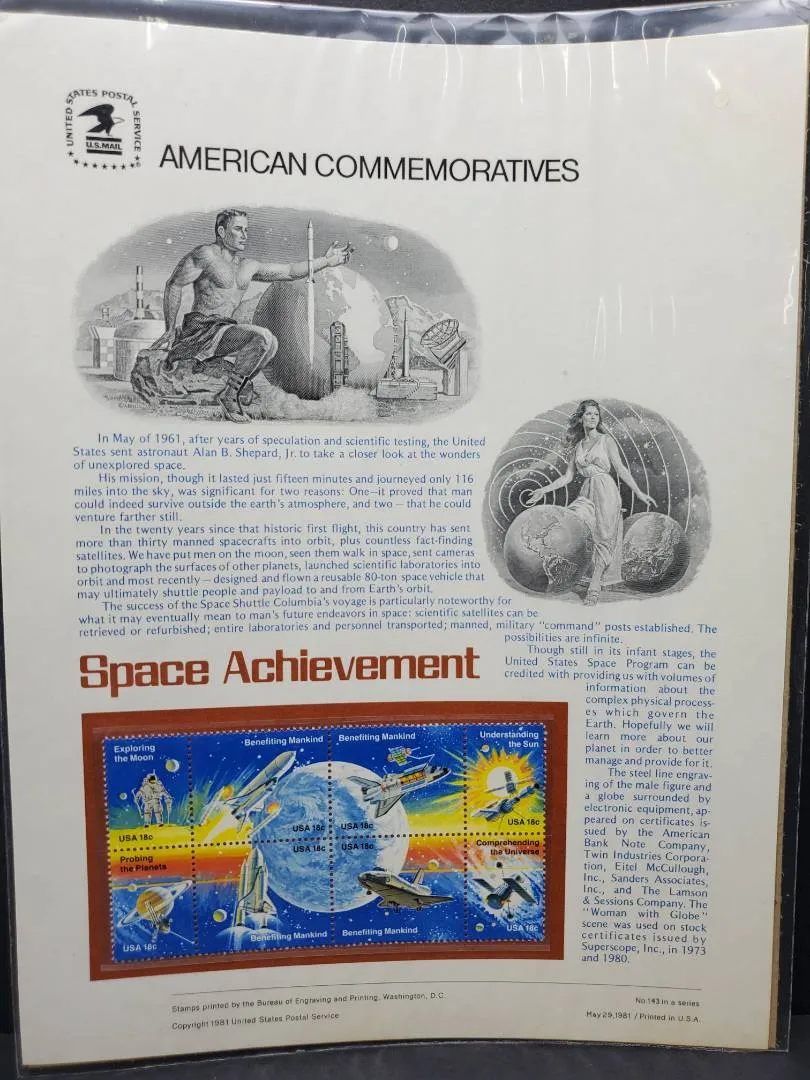 UNITED STATES POSTAL SERVICE
U.S.MAIL
AMERICAN COMMEMORATIVES
In May of 1961, after years of speculation and scientific testing, the United
States sent astronaut Alan B. Shepard, Jr. to take a closer look at the wonders
of unexplored space.
His mission, though it lasted just fifteen minutes and journeyed only 116
miles into the sky, was significant for two reasons: One—it proved that man
could indeed survive outside the earth's atmosphere, and two — that he could
venture farther still.
In the twenty years since that historic first flight, this country has sent
more than thirty manned spacecrafts into orbit, plus countless fact-finding
satellites. We have put men on the moon, seen them walk in space, sent cameras
to photograph the surfaces of other planets, launched scientific laboratories into
orbit and most recently — designed and flown a reusable 80-ton space vehicle that
may ultimately shuttle people and payload to and from Earth's orbit.
The success of the Space Shuttle Columbia's voyage is particularly noteworthy for
what it may eventually mean to man's future endeavors in space: scientific satellites can be
retrieved or refurbished; entire laboratories and personnel transported; manned, military "command" posts established. The
possibilities are infinite.
Though still in its infant stages, the
United States Space Program can be
credited with providing us with volumes of
information about the
complex physical process-
es which govern the
Earth. Hopefully we will
learn more about our
planet in order to better
manage and provide for it.
The steel line engrav-
ing of the male figure and
a globe surrounded by
electronic equipment, ap-
peared on certificates is-
sued by the American
Bank Note Company,
Twin Industries Corpora-
tion, Eitel McCullough,
Inc., Sanders Associates,
Inc., and The Lamson
& Sessions Company. The
"Woman with Globe"
scene was used on stock
certificates issued by
Superscope, Inc., in 1973
and 1980.
Space Achievement
Exploring
the Moon
USA 18c
Benefiting Mankind
USA 18c
Benefiting Mankind
USA 18c
Understanding
the Sun
USA 18c
Probing
the Planets
USA 18c
USA 18c
Benefiting Mankind
USA 18c
Benefiting Mankind
Comprehending
the Universe
USA 18c
Stamps printed by the Bureau of Engraving and Printing, Washington, D.C.
Copyright 1981 United States Postal Service
No. 143 in a series
May 29, 1981 / Printed in U.S.A.